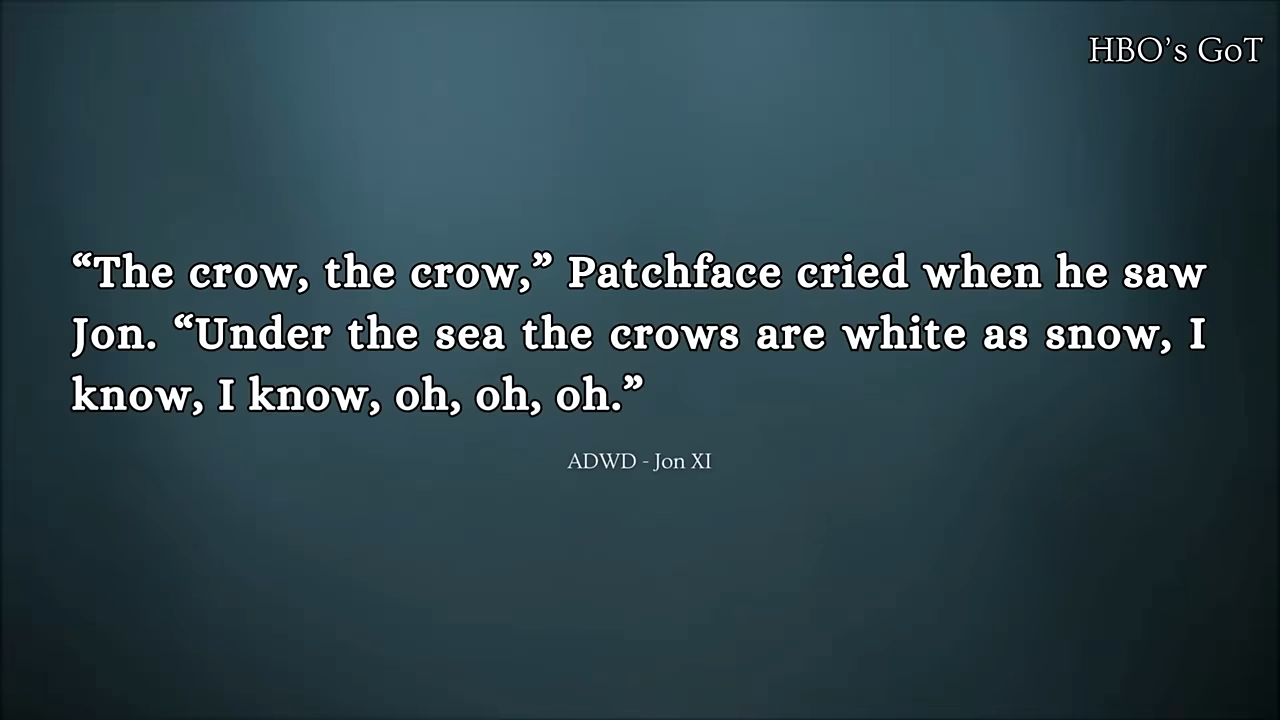 HBO’s GoT
“The crow, the crow,” Patchface cried when he saw
Jon. “Under the sea the crows are white as snow, I
know, I know, oh, oh, oh.”
ADWD - Jon XI